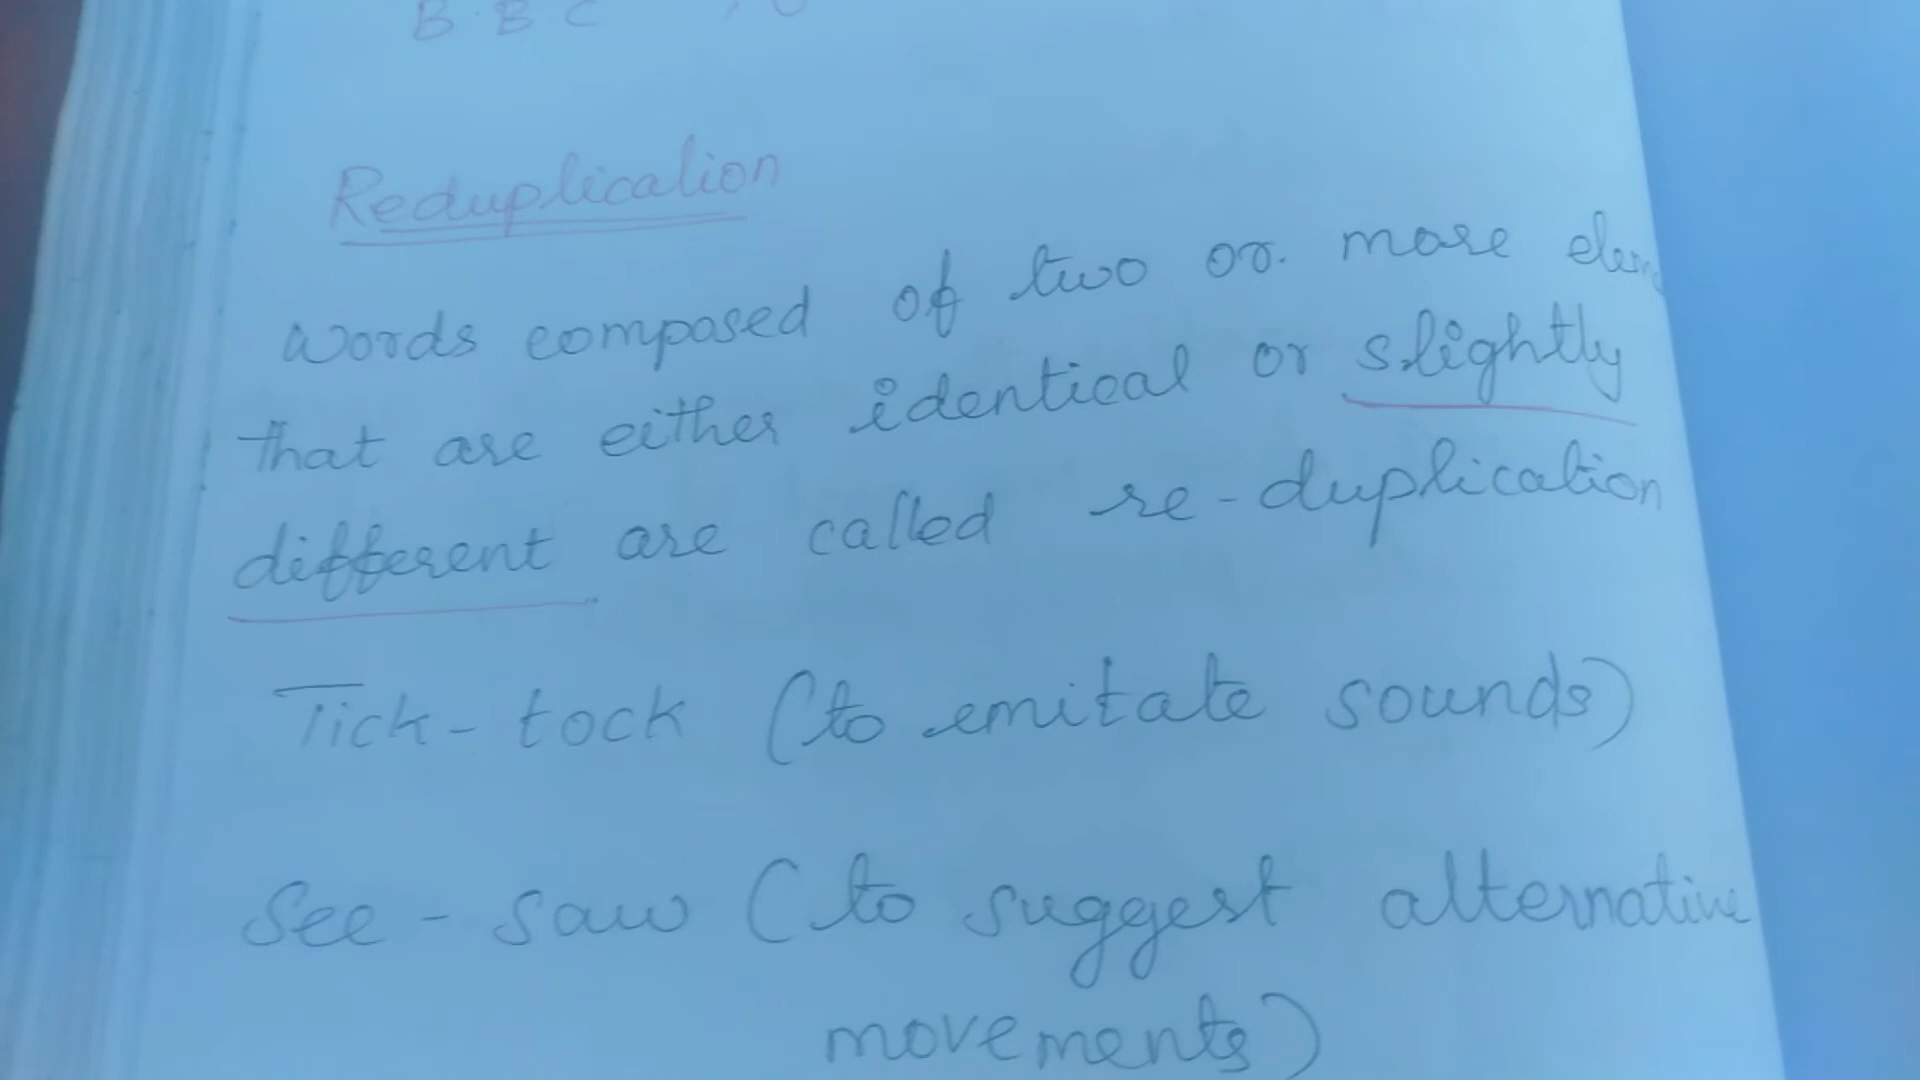 B. B C
Reduplication
Words composed of two or more
that are either identical or slightly
different are called re-duplication
Tick-tock (to emitate sounds)
See - saw (to suggest alternative
movements)